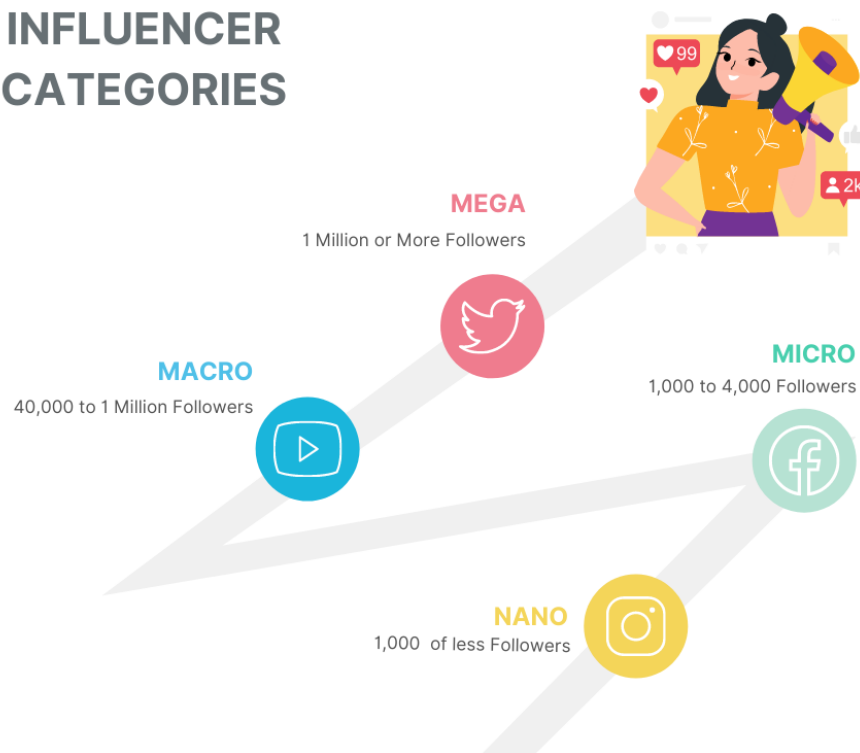 INFLUENCER
CATEGORIES
99
2k
MEGA
1 Million or More Followers
MACRO
40,000 to 1 Million Followers
MICRO
1,000 to 4,000 Followers
NANO
1,000 of less Followers